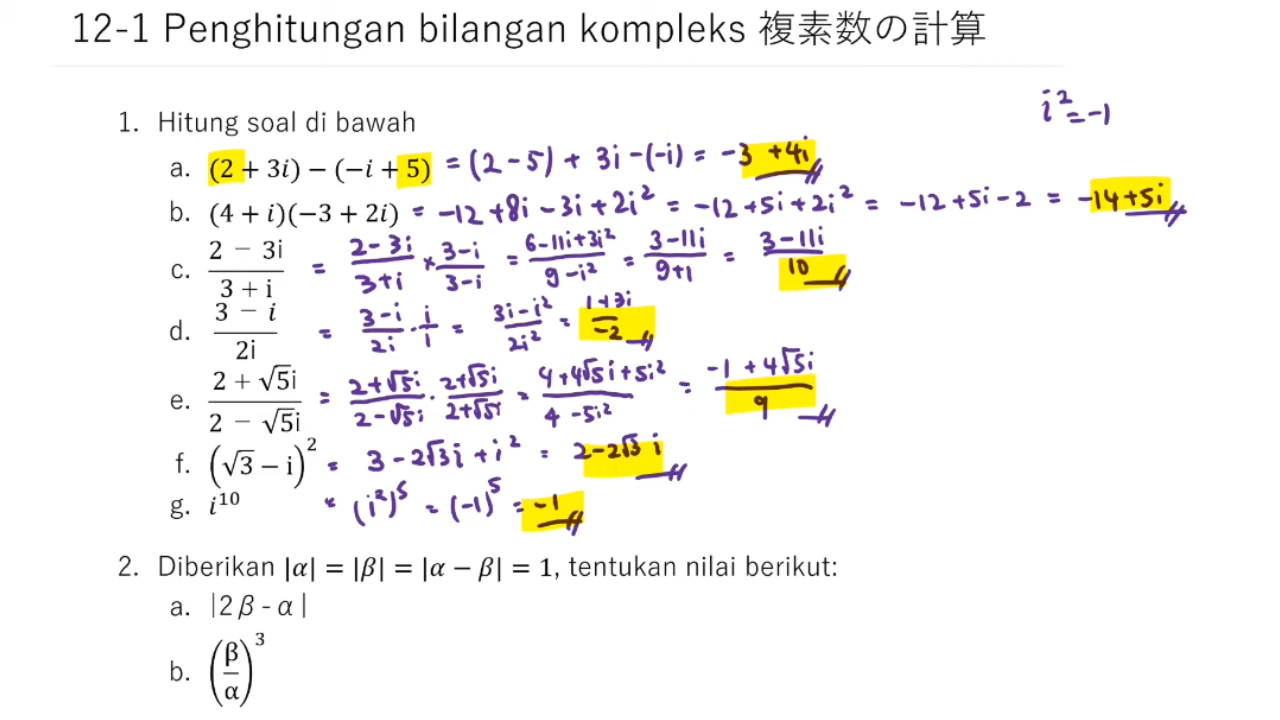 12-1 Penghitungan bilangan kompleks 複素数の計算
i² = -1
1. Hitung soal di bawah
a. (2 + 3i) − (−i + 5) = (2-5) + 3i -(-i) = -3 +4i
b. (4 + i)(−3 + 2i) = -12 +8i -3i +2i² = -12 +5i +2i² = -12 +5i -2 = -14 +5i
c. (2 − 3i)/(3 + i) = (2-3i)/(3+i) × (3-i)/(3-i) = (6-11i+3i²)/(9-i²) = (3-11i)/(9+1) = (3-11i)/10
d. (3 − i)/(2i) = (3-i)/(2i) · i/i = (3i-i²)/(2i²) = (1+3i)/(-2)
e. (2 + √5i)/(2 − √5i) = (2+√5i)/(2-√5i) · (2+√5i)/(2+√5i) = (4+4√5i+5i²)/(4-5i²) = (-1+4√5i)/9
f. (√3 − i)² = 3 - 2√3i + i² = 2-2√3 i
g. i¹⁰ = (i²)⁵ = (-1)⁵ = -1
2. Diberikan |α| = |β| = |α − β| = 1, tentukan nilai berikut:
a. |2β - α|
b. (β/α)³